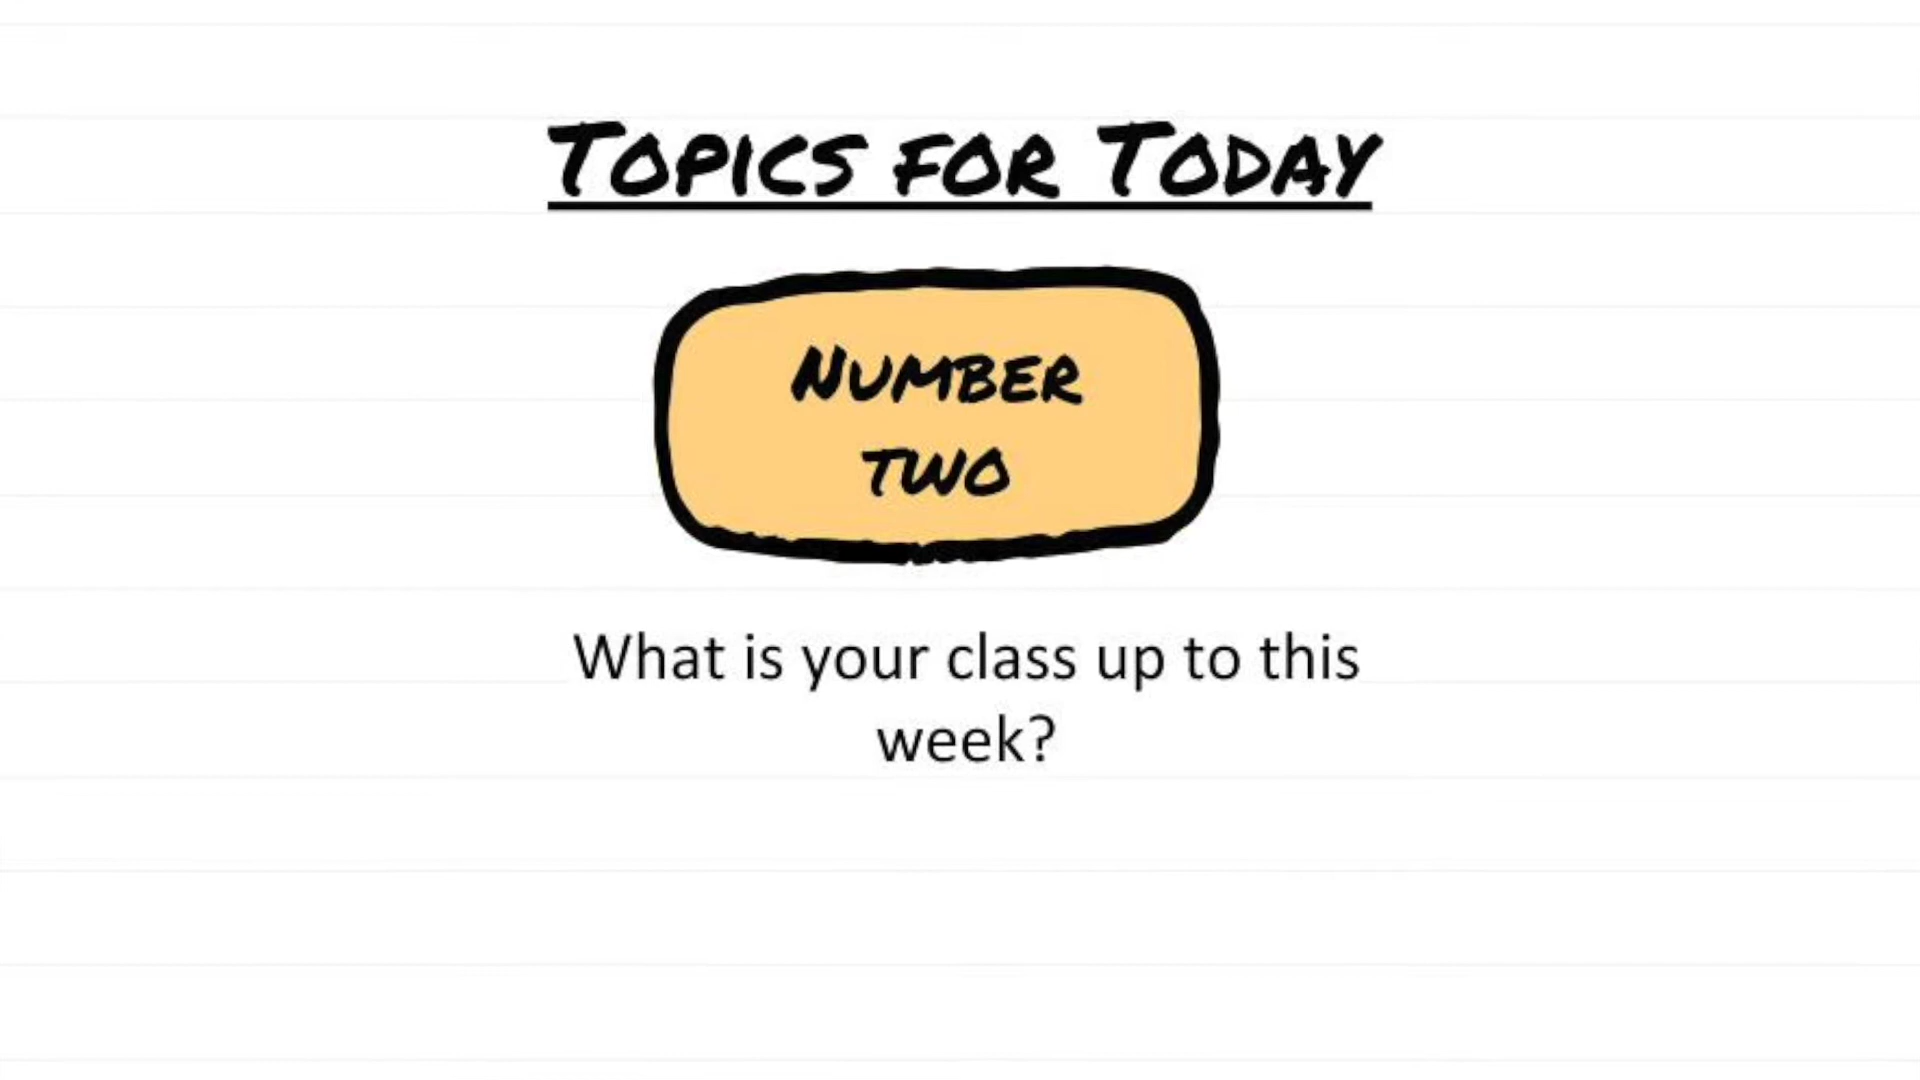 Topics for Today
Number
two
What is your class up to this
week?